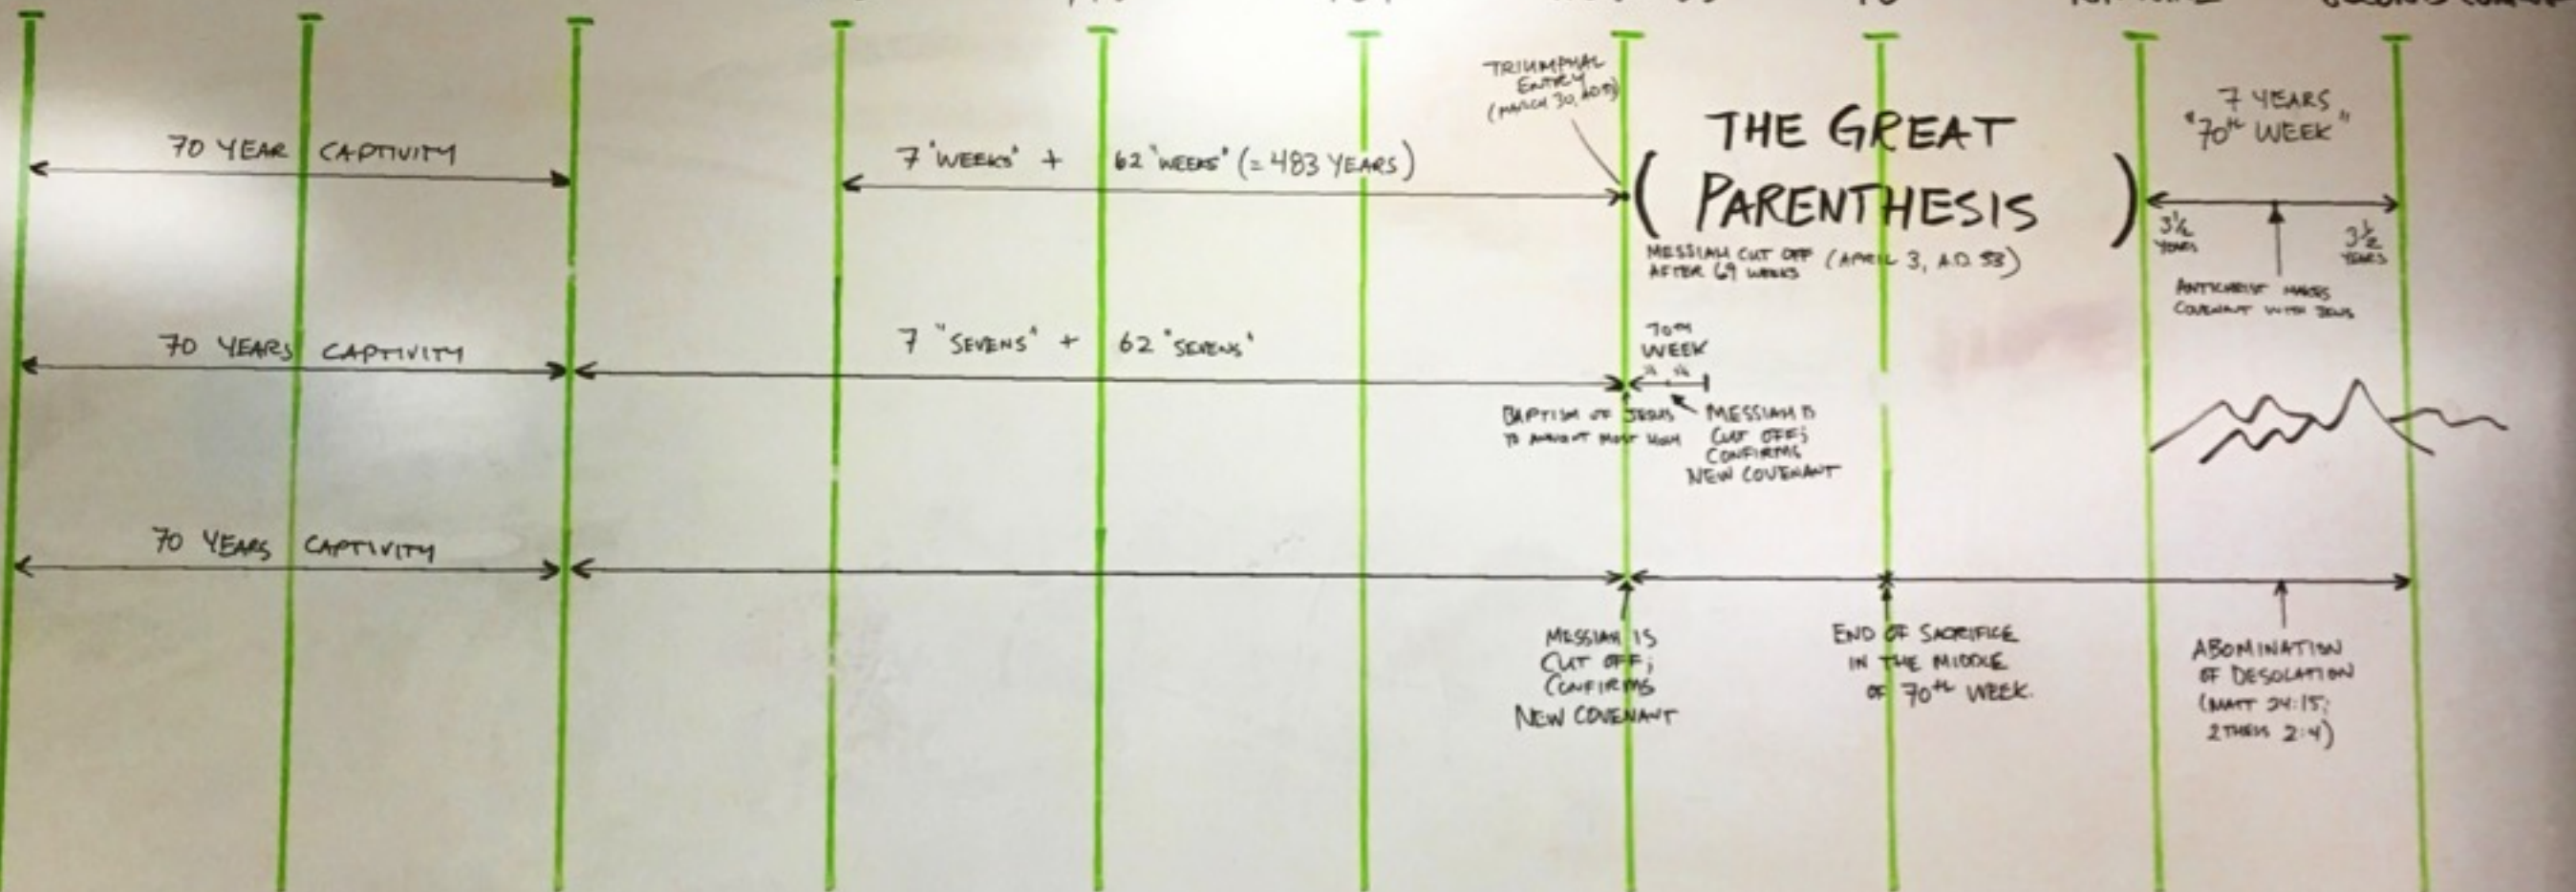 TRIUMPHAL
ENTRY
(MARCH 30,
70 YEAR CAPTIVITY
7 "WEEKS" + 62 "WEEKS" (= 483 YEARS)
( THE GREAT
PARENTHESIS )
MESSIAH CUT OFF (APRIL 3, A.D. 33)
AFTER 69 WEEKS
7 YEARS
"70th WEEK"
3½
YEARS
3½
YEARS
ANTICHRIST MAKES
COVENANT WITH JEWS
70 YEARS CAPTIVITY
7 "SEVENS" + 62 "SEVENS"
70TH
WEEK
BAPTISM OF JESUS
TO ANOINT MOST HOLY
MESSIAH IS
CUT OFF;
CONFIRMS
NEW COVENANT
70 YEARS CAPTIVITY
MESSIAH IS
CUT OFF;
CONFIRMS
NEW COVENANT
END OF SACRIFICE
IN THE MIDDLE
OF 70th WEEK.
ABOMINATION
OF DESOLATION
(MATT 24:15;
2 THESS 2:4)